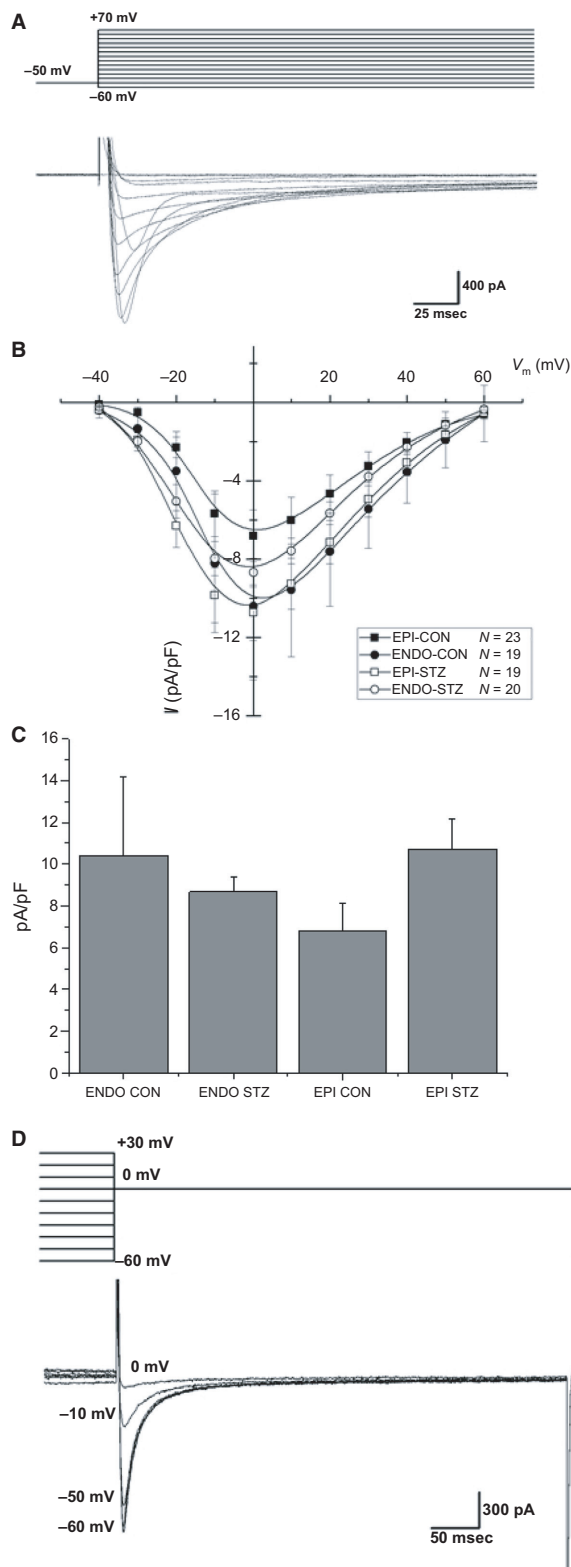 A
+70 mV
–50 mV
–60 mV
400 pA
25 msec
B
Vm (mV)
–40 –20 0 20 40 60
–4
–8
–12
–16
I/ (pA/pF)
EPI-CON N = 23
ENDO-CON N = 19
EPI-STZ N = 19
ENDO-STZ N = 20
C
16
14
12
10
8
6
4
2
0
pA/pF
ENDO CON ENDO STZ EPI CON EPI STZ
D
+30 mV
0 mV
–60 mV
0 mV
–10 mV
–50 mV
–60 mV
300 pA
50 msec